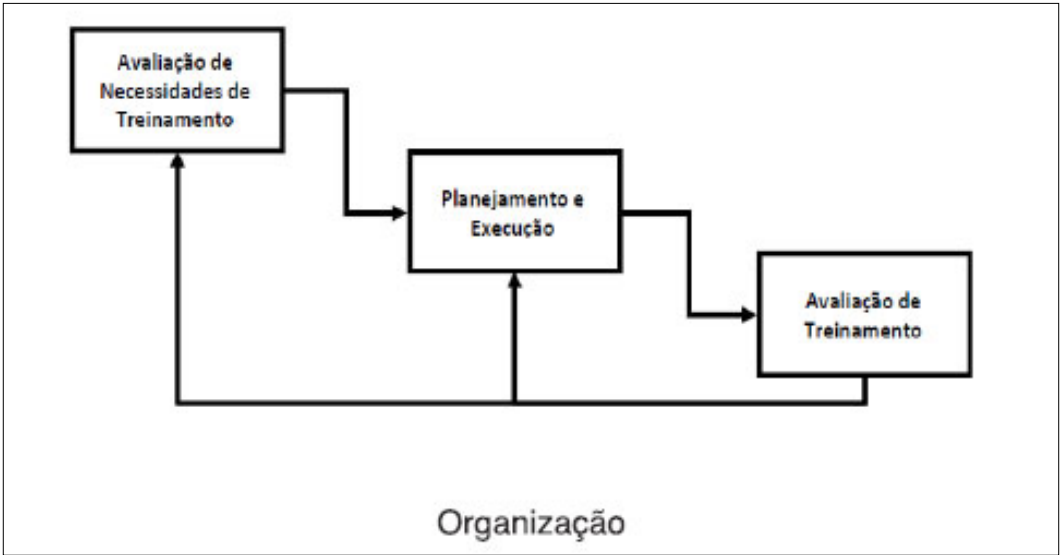 Avaliação de
Necessidades de
Treinamento
Planejamento e
Execução
Avaliação de
Treinamento
Organização